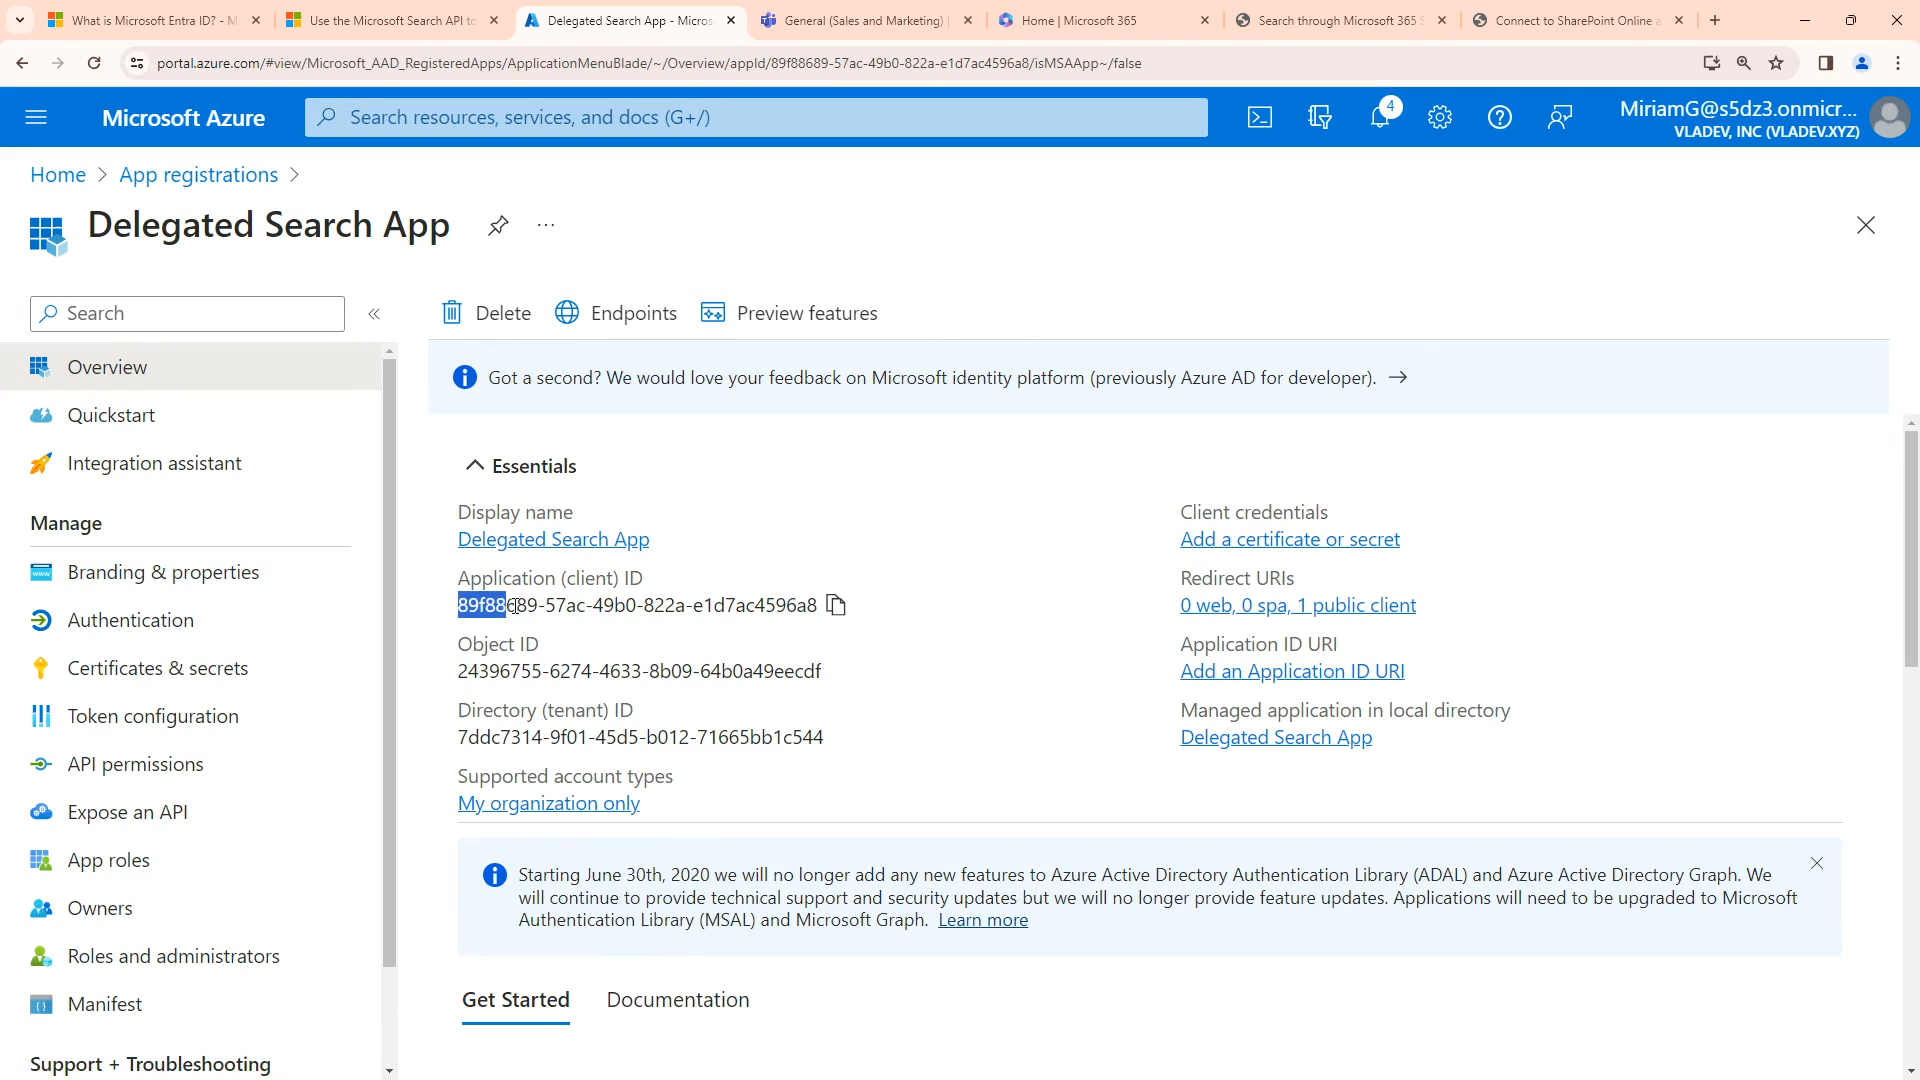 What is Microsoft Entra ID? - M
Use the Microsoft Search API to
Delegated Search App - Micros
General (Sales and Marketing)
Home | Microsoft 365
Search through Microsoft 365 S
Connect to SharePoint Online a
portal.azure.com/#view/Microsoft_AAD_RegisteredApps/ApplicationMenuBlade/~/Overview/appId/89f88689-57ac-49b0-822a-e1d7ac4596a8/isMSAApp~/false
Microsoft Azure
Search resources, services, and docs (G+/)
4
MiriamG@s5dz3.onmicr...
VLADEV, INC (VLADEV.XYZ)
Home > App registrations >
Delegated Search App
Search
Delete
Endpoints
Preview features
Overview
Quickstart
Integration assistant
Manage
Branding & properties
Authentication
Certificates & secrets
Token configuration
API permissions
Expose an API
App roles
Owners
Roles and administrators
Manifest
Support + Troubleshooting
Got a second? We would love your feedback on Microsoft identity platform (previously Azure AD for developer).
Essentials
Display name
Delegated Search App
Application (client) ID
89f88689-57ac-49b0-822a-e1d7ac4596a8
Object ID
24396755-6274-4633-8b09-64b0a49eecdf
Directory (tenant) ID
7ddc7314-9f01-45d5-b012-71665bb1c544
Supported account types
My organization only
Client credentials
Add a certificate or secret
Redirect URIs
0 web, 0 spa, 1 public client
Application ID URI
Add an Application ID URI
Managed application in local directory
Delegated Search App
Starting June 30th, 2020 we will no longer add any new features to Azure Active Directory Authentication Library (ADAL) and Azure Active Directory Graph. We
will continue to provide technical support and security updates but we will no longer provide feature updates. Applications will need to be upgraded to Microsoft
Authentication Library (MSAL) and Microsoft Graph. Learn more
Get Started
Documentation